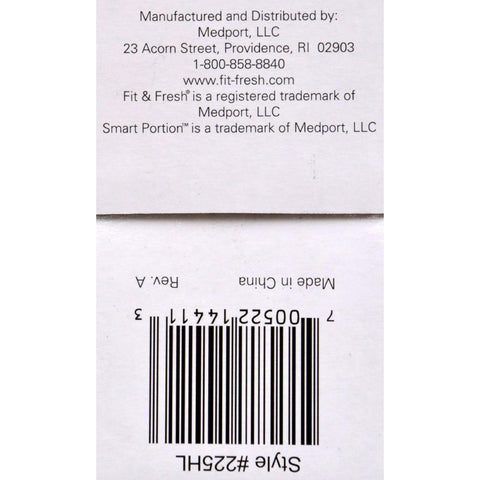 Manufactured and Distributed by:
Medport, LLC
23 Acorn Street, Providence, RI 02903
1-800-858-8840
www.fit-fresh.com
Fit & Fresh® is a registered trademark of
Medport, LLC
Smart Portion™ is a trademark of Medport, LLC
Style #225HL
7 00522 14411 3
Made in China Rev. A